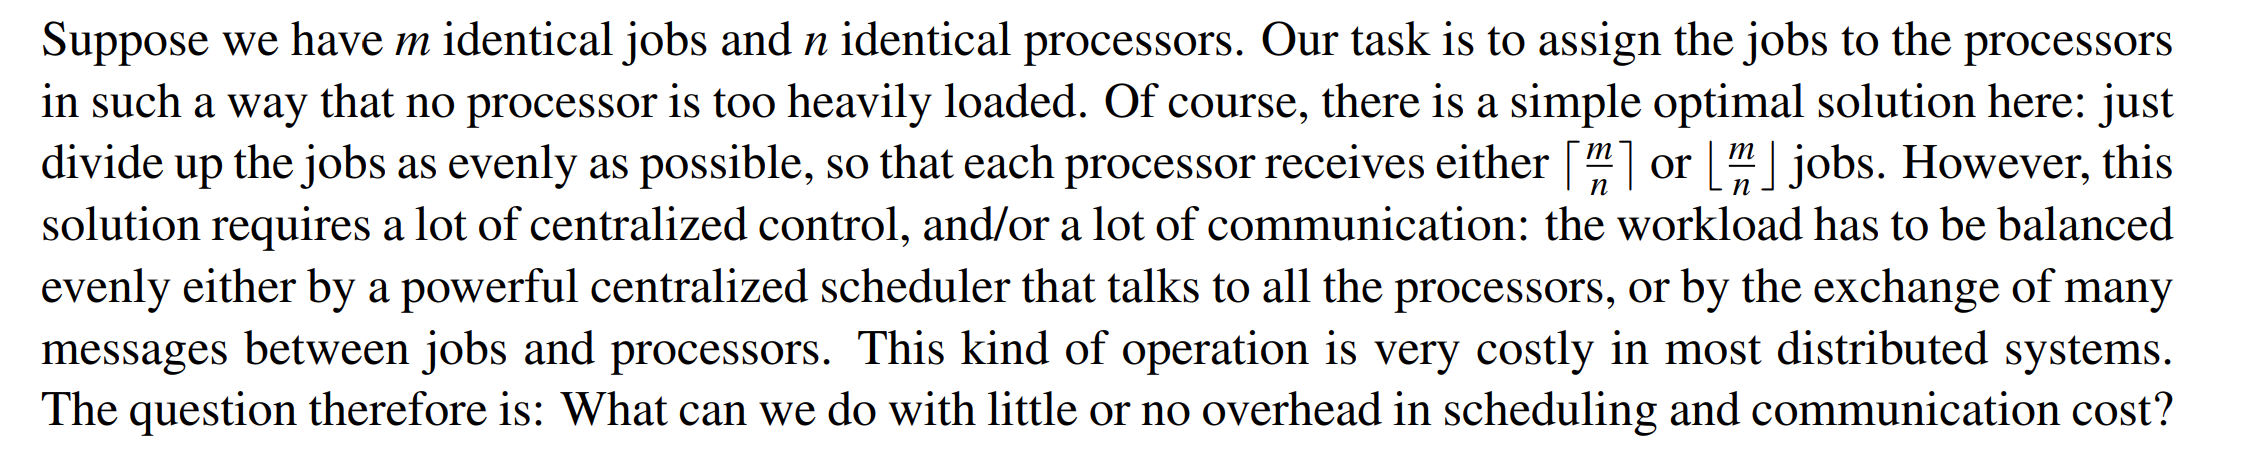 Suppose we have m identical jobs and n identical processors. Our task is to assign the jobs to the processors
in such a way that no processor is too heavily loaded. Of course, there is a simple optimal solution here: just
divide up the jobs as evenly as possible, so that each processor receives either ⌈m/n⌉ or ⌊m/n⌋ jobs. However, this
solution requires a lot of centralized control, and/or a lot of communication: the workload has to be balanced
evenly either by a powerful centralized scheduler that talks to all the processors, or by the exchange of many
messages between jobs and processors. This kind of operation is very costly in most distributed systems.
The question therefore is: What can we do with little or no overhead in scheduling and communication cost?